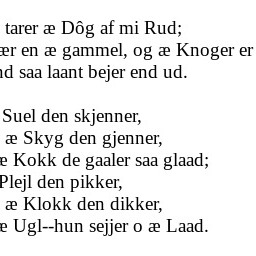 tarer æ Dôg af mi Rud;
ær en æ gammel, og æ Knoger er
nd saa laant bejer end ud.
Suel den skjenner,
æ Skyg den gjenner,
æ Kokk de gaaler saa glaad;
Plejl den pikker,
æ Klokk den dikker,
æ Ugl--hun sejjer o æ Laad.